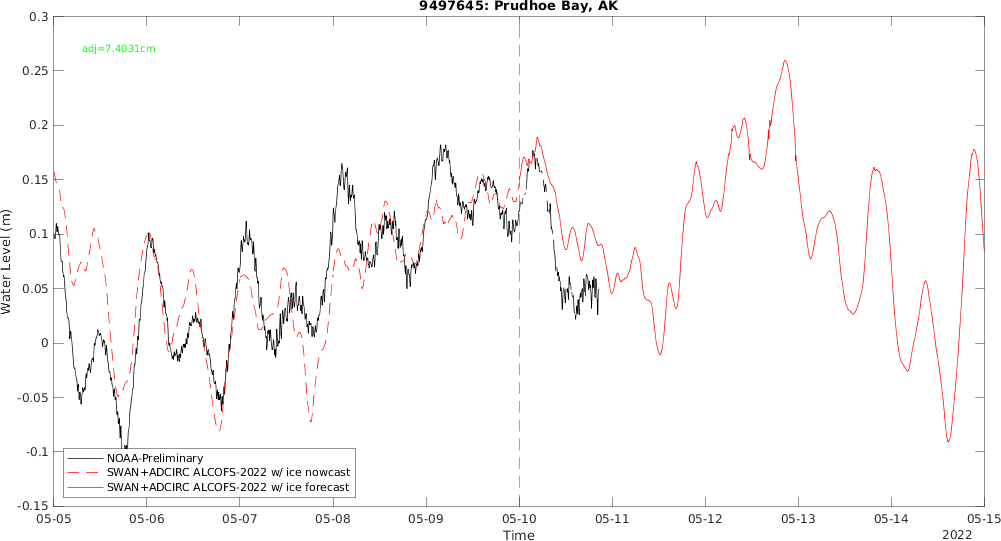 9497645: Prudhoe Bay, AK
adj=7.4031cm
Water Level (m)
0.3
0.25
0.2
0.15
0.1
0.05
0
-0.05
-0.1
-0.15
NOAA-Preliminary
SWAN+ADCIRC ALCOFS-2022 w/ ice nowcast
SWAN+ADCIRC ALCOFS-2022 w/ ice forecast
05-05 05-06 05-07 05-08 05-09 05-10 05-11 05-12 05-13 05-14 05-15
Time
2022